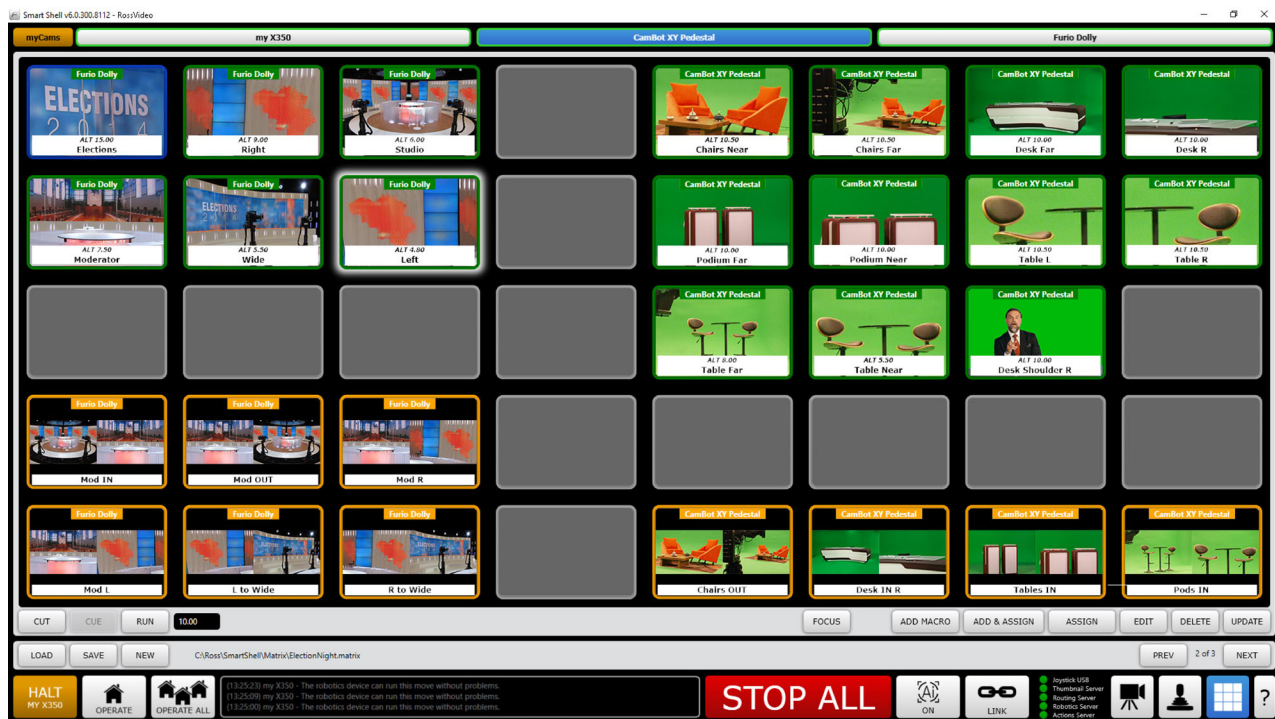 Smart Shell v6.0.300.8112 - RossVideo
myCams
my X350
CamBot XY Pedestal
Furio Dolly
Furio Dolly
ELECTIONS
2014
ALT 15.00
Elections
Furio Dolly
ALT 9.00
Right
Furio Dolly
ALT 6.00
Studio
CamBot XY Pedestal
ALT 10.50
Chairs Near
CamBot XY Pedestal
ALT 10.50
Chairs Far
CamBot XY Pedestal
ALT 10.00
Desk Far
CamBot XY Pedestal
ALT 10.00
Desk R
Furio Dolly
ALT 7.50
Moderator
Furio Dolly
ELECTIONS
ALT 5.50
Wide
Furio Dolly
ALT 4.80
Left
CamBot XY Pedestal
ALT 10.00
Podium Far
CamBot XY Pedestal
ALT 10.00
Podium Near
CamBot XY Pedestal
ALT 10.50
Table L
CamBot XY Pedestal
ALT 10.50
Table R
CamBot XY Pedestal
ALT 8.00
Table Far
CamBot XY Pedestal
ALT 5.50
Table Near
CamBot XY Pedestal
ALT 10.00
Desk Shoulder R
Furio Dolly
Mod IN
Furio Dolly
Mod OUT
Furio Dolly
Mod R
Furio Dolly
Mod L
Furio Dolly
L to Wide
Furio Dolly
R to Wide
CamBot XY Pedestal
Chairs OUT
CamBot XY Pedestal
Desk IN R
CamBot XY Pedestal
Tables IN
CamBot XY Pedestal
Pods IN
CUT
CUE
RUN
10.00
FOCUS
ADD MACRO
ADD & ASSIGN
ASSIGN
EDIT
DELETE
UPDATE
LOAD
SAVE
NEW
C:\Ross\SmartShell\Matrix\ElectionNight.matrix
PREV
2 of 3
NEXT
HALT
MY X350
OPERATE
OPERATE ALL
(13:25:23) my X350 - The robotics device can run this move without problems.
(13:25:09) my X350 - The robotics device can run this move without problems.
(13:25:00) my X350 - The robotics device can run this move without problems.
STOP ALL
AI
ON
LINK
Joystick USB
Thumbnail Server
Routing Server
Robotics Server
Actions Server
?